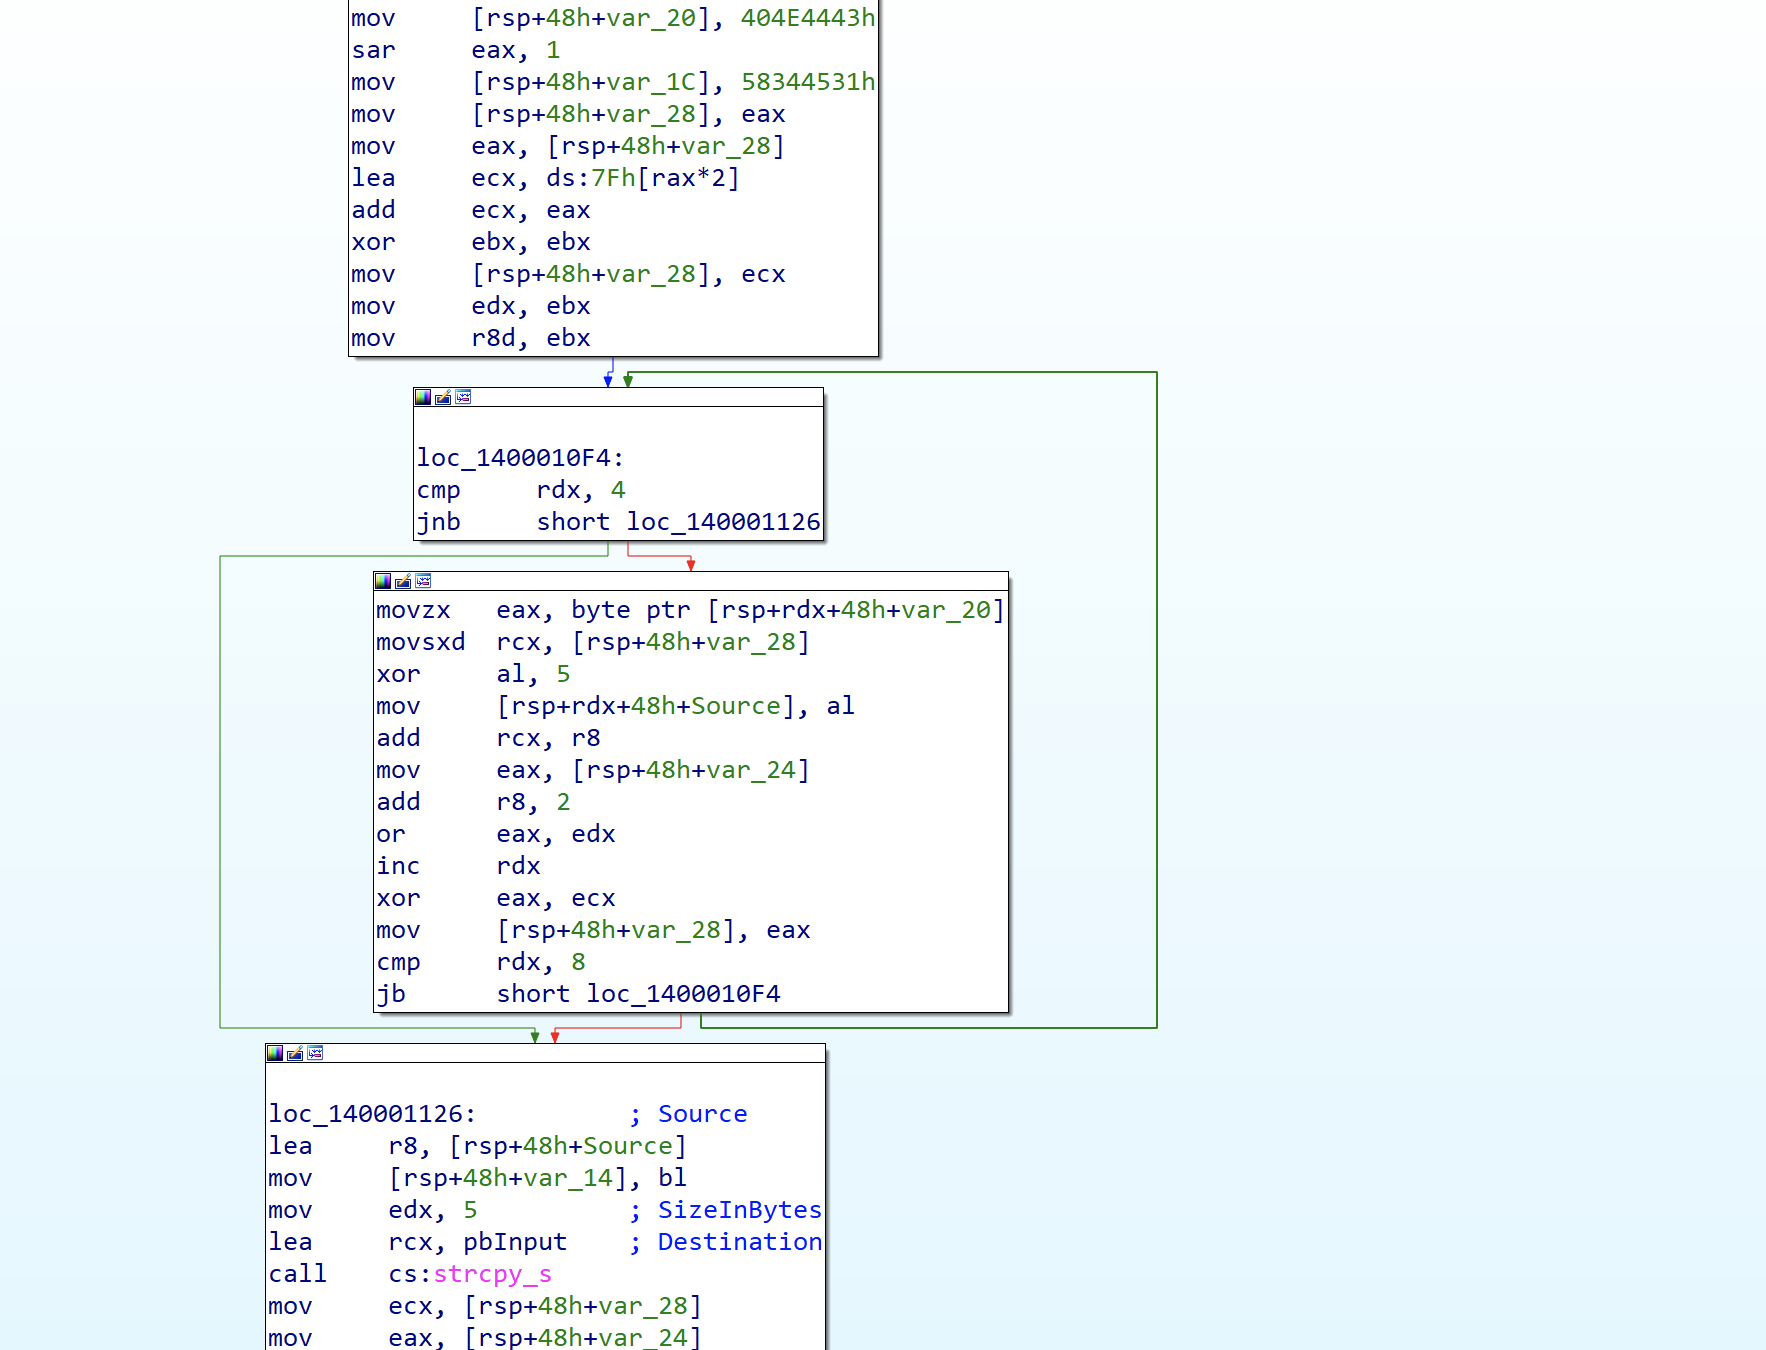 mov [rsp+48h+var_20], 404E4443h
sar eax, 1
mov [rsp+48h+var_1C], 58344531h
mov [rsp+48h+var_28], eax
mov eax, [rsp+48h+var_28]
lea ecx, ds:7Fh[rax*2]
add ecx, eax
xor ebx, ebx
mov [rsp+48h+var_28], ecx
mov edx, ebx
mov r8d, ebx
loc_1400010F4:
cmp rdx, 4
jnb short loc_140001126
movzx eax, byte ptr [rsp+rdx+48h+var_20]
movsxd rcx, [rsp+48h+var_28]
xor al, 5
mov [rsp+rdx+48h+Source], al
add rcx, r8
mov eax, [rsp+48h+var_24]
add r8, 2
or eax, edx
inc rdx
xor eax, ecx
mov [rsp+48h+var_28], eax
cmp rdx, 8
jb short loc_1400010F4
loc_140001126: ; Source
lea r8, [rsp+48h+Source]
mov [rsp+48h+var_14], bl
mov edx, 5 ; SizeInBytes
lea rcx, pbInput ; Destination
call cs:strcpy_s
mov ecx, [rsp+48h+var_28]
mov eax, [rsp+48h+var_24]